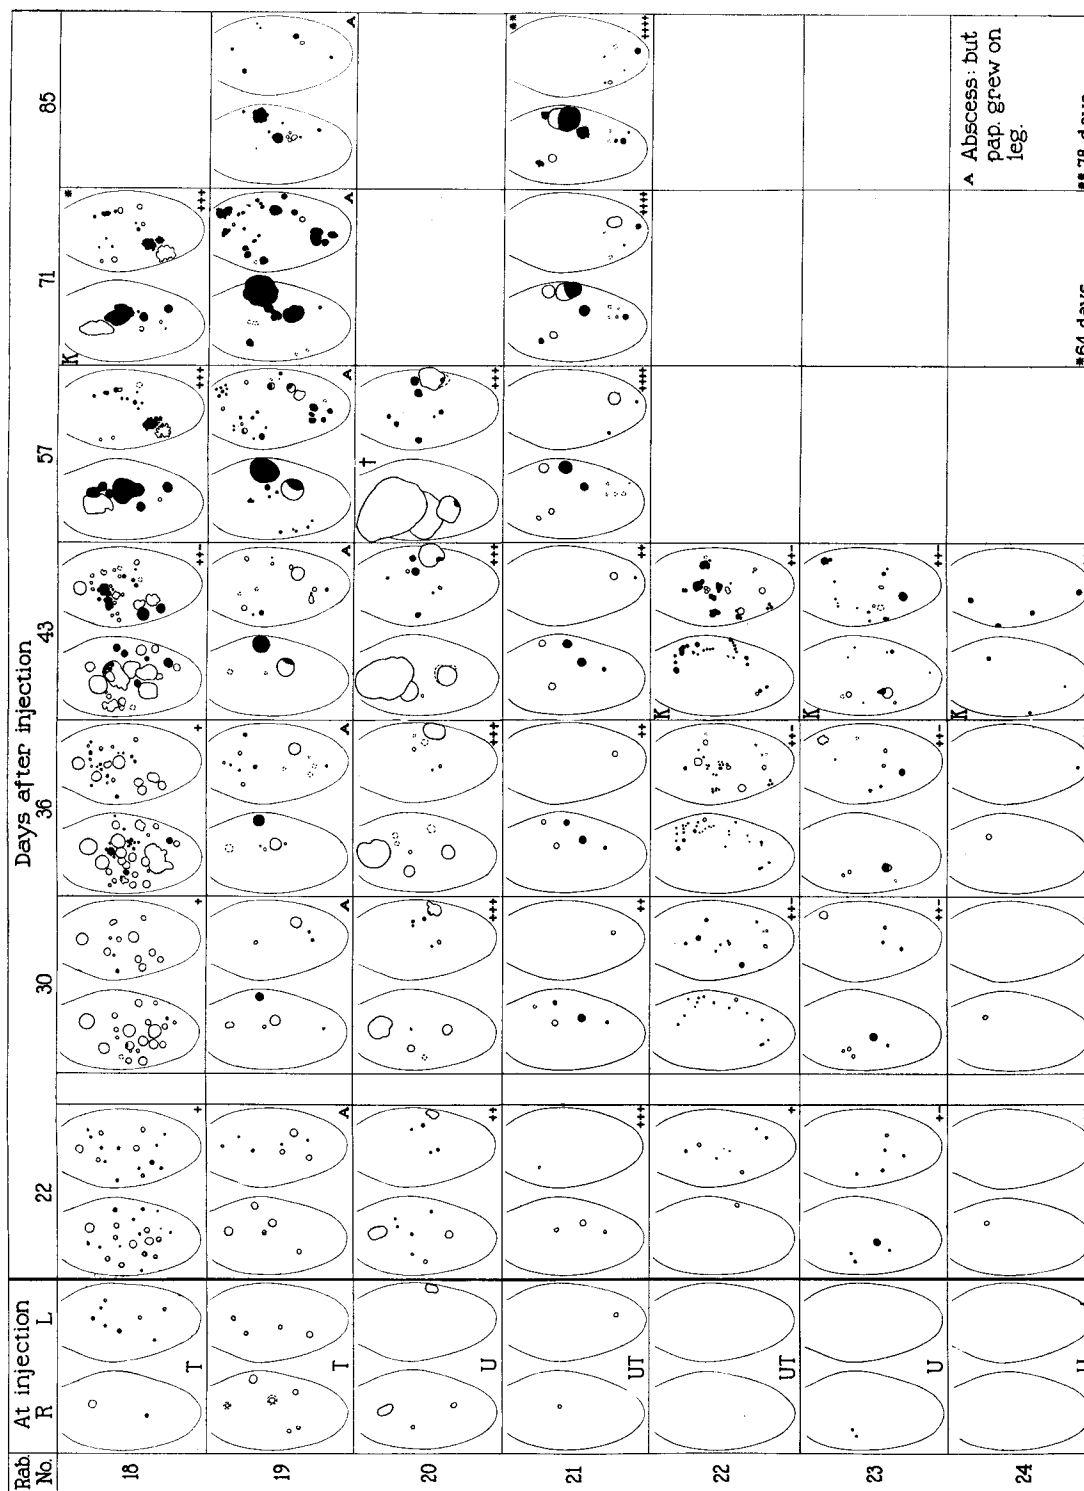 Rab. At injection Days after injection
No. R L 22 30 36 43 57 71 85
18 T + + + ++- +++ K * +++
19 T A A A A A A A
20 U ++ +++ +++ +++ † +++
21 UT +++ ++ ++ ++ ++++ ++++ ** ++++
22 UT + ++- ++- K ++-
23 U +- ++- ++- K ++-
24 U K
A Abscess: but
pap. grew on
leg.
*64 days **78 days